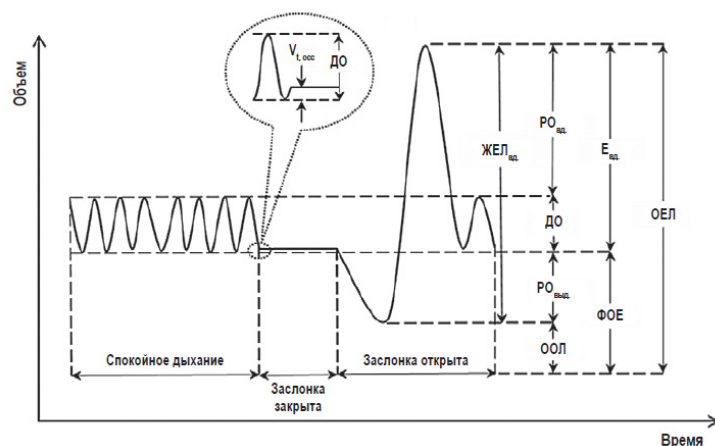 Объем
V t, occ
ДО
ЖЕЛ вд.
РО вд.
Е вд.
ОЕЛ
ДО
РО выд.
ФОЕ
ООЛ
Спокойное дыхание
Заслонка
закрыта
Заслонка открыта
Время